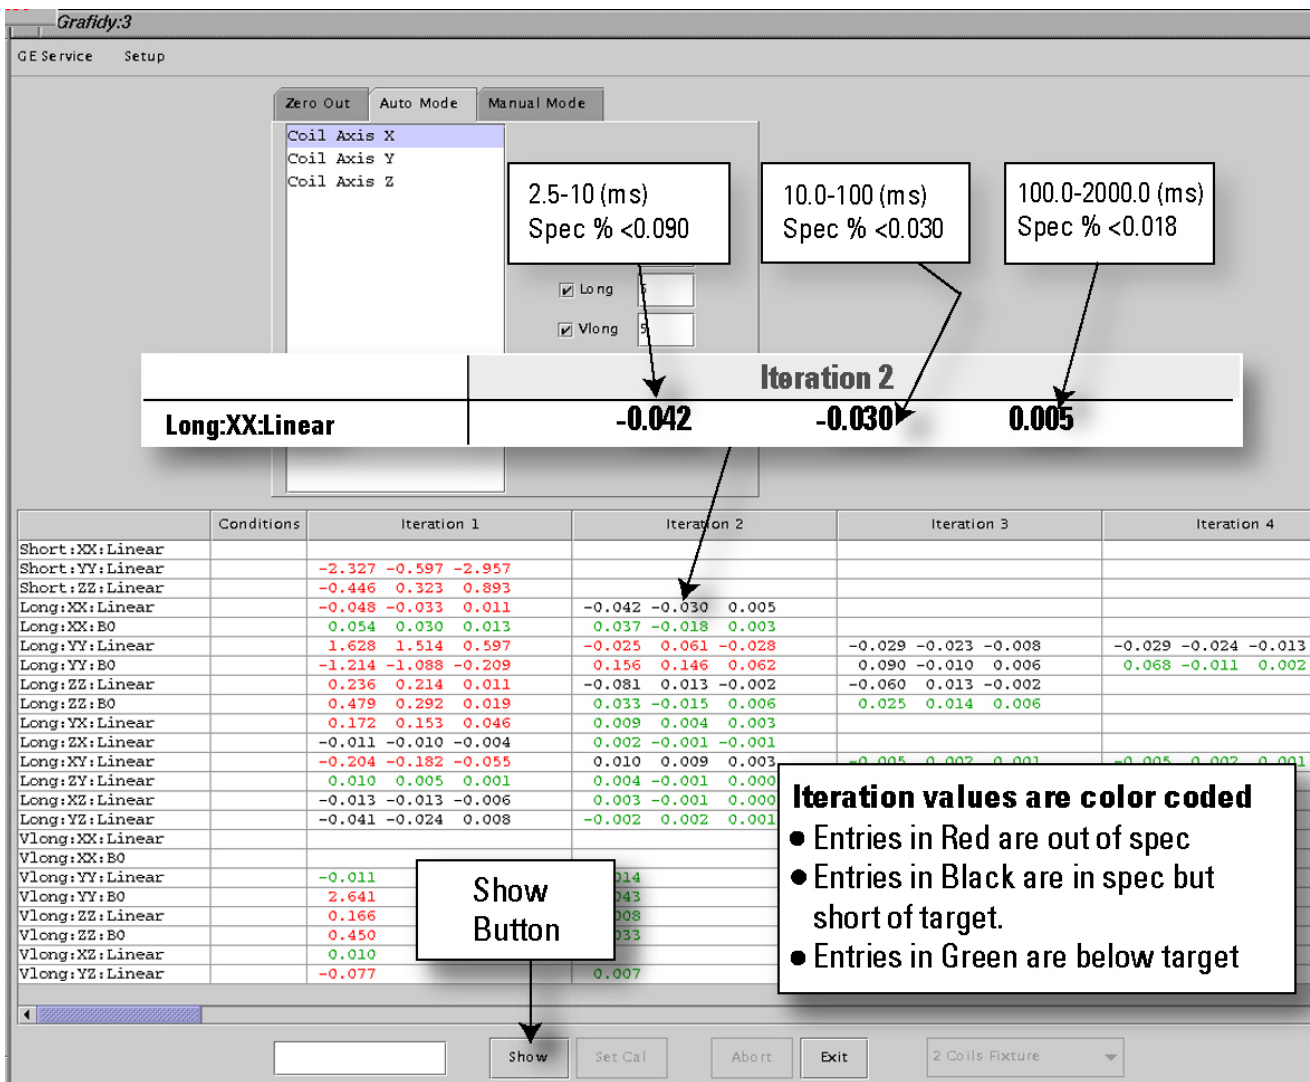 Grafidy:3
GE Service Setup
Zero Out Auto Mode Manual Mode
Coil Axis X
Coil Axis Y
Coil Axis Z
2.5-10 (ms)
Spec % <0.090
10.0-100 (ms)
Spec % <0.030
100.0-2000.0 (ms)
Spec % <0.018
Long
Vlong 5
Iteration 2
Long:XX:Linear -0.042 -0.030 0.005
Conditions Iteration 1 Iteration 2 Iteration 3 Iteration 4
Short:XX:Linear
Short:YY:Linear -2.327 -0.597 -2.957
Short:ZZ:Linear -0.446 0.323 0.893
Long:XX:Linear -0.048 -0.033 0.011 -0.042 -0.030 0.005
Long:XX:B0 0.054 0.030 0.013 0.037 -0.018 0.003
Long:YY:Linear 1.628 1.514 0.597 -0.025 0.061 -0.028 -0.029 -0.023 -0.008 -0.029 -0.024 -0.013
Long:YY:B0 -1.214 -1.088 -0.209 0.156 0.146 0.062 0.090 -0.010 0.006 0.068 -0.011 0.002
Long:ZZ:Linear 0.236 0.214 0.011 -0.081 0.013 -0.002 -0.060 0.013 -0.002
Long:ZZ:B0 0.479 0.292 0.019 0.033 -0.015 0.006 0.025 0.014 0.006
Long:YX:Linear 0.172 0.153 0.046 0.009 0.004 0.003
Long:ZX:Linear -0.011 -0.010 -0.004 0.002 -0.001 -0.001
Long:XY:Linear -0.204 -0.182 -0.055 0.010 0.009 0.003 -0.005 0.002 0.001 -0.005 0.002 0.001
Long:ZY:Linear 0.010 0.005 0.001 0.004 -0.001 0.000
Long:XZ:Linear -0.013 -0.013 -0.006 0.003 -0.001 0.000
Long:YZ:Linear -0.041 -0.024 0.008 -0.002 0.002 0.001
Vlong:XX:Linear
Vlong:XX:B0
Vlong:YY:Linear -0.011
Vlong:YY:B0 2.641
Vlong:ZZ:Linear 0.166
Vlong:ZZ:B0 0.450
Vlong:XZ:Linear 0.010
Vlong:YZ:Linear -0.077 0.007
Iteration values are color coded
● Entries in Red are out of spec
● Entries in Black are in spec but
short of target.
● Entries in Green are below target
Show
Button
Show Set Cal Abort Exit 2 Coils Fixture